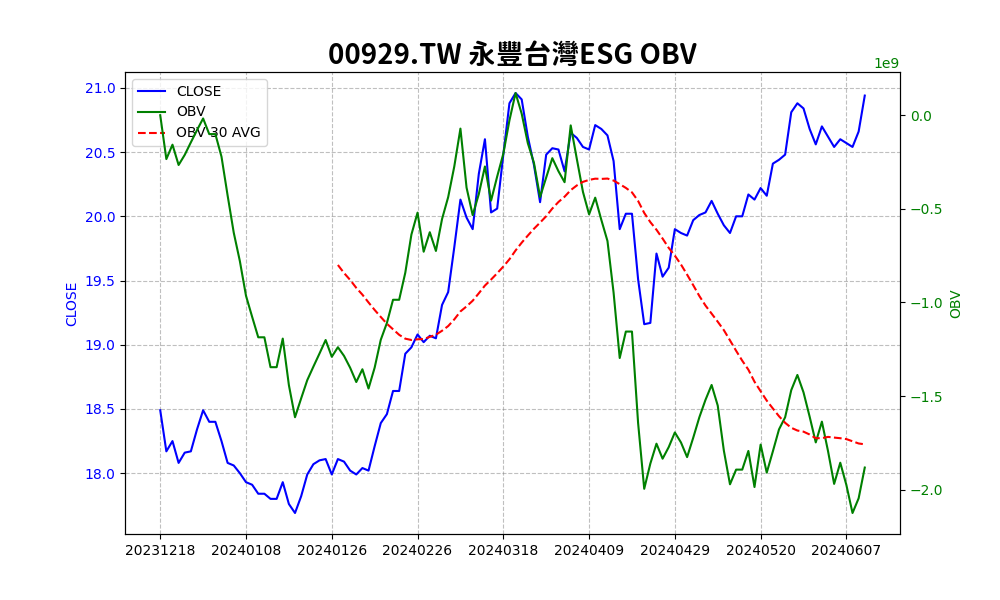 00929.TW 永豐台灣ESG OBV
1e9
CLOSE
OBV
OBV 30 AVG
21.0
20.5
20.0
19.5
19.0
18.5
18.0
CLOSE
0.0
−0.5
−1.0
−1.5
−2.0
OBV
20231218 20240108 20240126 20240226 20240318 20240409 20240429 20240520 20240607